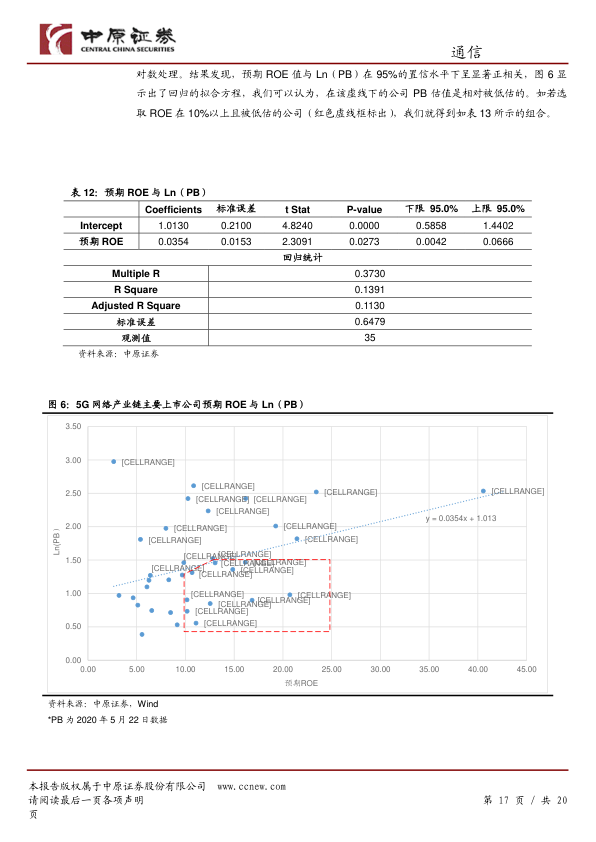 中原证券
CENTRAL CHINA SECURITIES
通信
对数处理。结果发现，预期 ROE 值与 Ln（PB）在 95%的置信水平下呈显著正相关，图 6 显
示出了回归的拟合方程，我们可以认为，在该虚线下的公司 PB 估值是相对被低估的。如若选
取 ROE 在 10%以上且被低估的公司（红色虚线框标出），我们就得到如表 13 所示的组合。
表 12：预期 ROE 与 Ln（PB）
Coefficients 标准误差 t Stat P-value 下限 95.0% 上限 95.0%
Intercept 1.0130 0.2100 4.8240 0.0000 0.5858 1.4402
预期 ROE 0.0354 0.0153 2.3091 0.0273 0.0042 0.0666
回归统计
Multiple R 0.3730
R Square 0.1391
Adjusted R Square 0.1130
标准误差 0.6479
观测值 35
资料来源：中原证券
图 6：5G 网络产业链主要上市公司预期 ROE 与 Ln（PB）
3.50
3.00
[CELLRANGE]
2.50
[CELLRANGE]
[CELLRANGE] [CELLRANGE] [CELLRANGE] [CELLRANGE]
[CELLRANGE]
y = 0.0354x + 1.013
2.00
[CELLRANGE] [CELLRANGE]
[CELLRANGE] [CELLRANGE]
Ln(PB）
1.50
[CELLRANGE] [CELLRANGE]
[CELLRANGE] [CELLRANGE]
[CELLRANGE] [CELLRANGE] [CELLRANGE]
1.00
[CELLRANGE] [CELLRANGE] [CELLRANGE]
[CELLRANGE]
[CELLRANGE]
0.50
[CELLRANGE]
0.00
0.00 5.00 10.00 15.00 20.00 25.00 30.00 35.00 40.00 45.00
预期ROE
资料来源：中原证券，Wind
*PB 为 2020 年 5 月 22 日数据
本报告版权属于中原证券股份有限公司 www.ccnew.com
请阅读最后一页各项声明
页
第 17 页 / 共 20